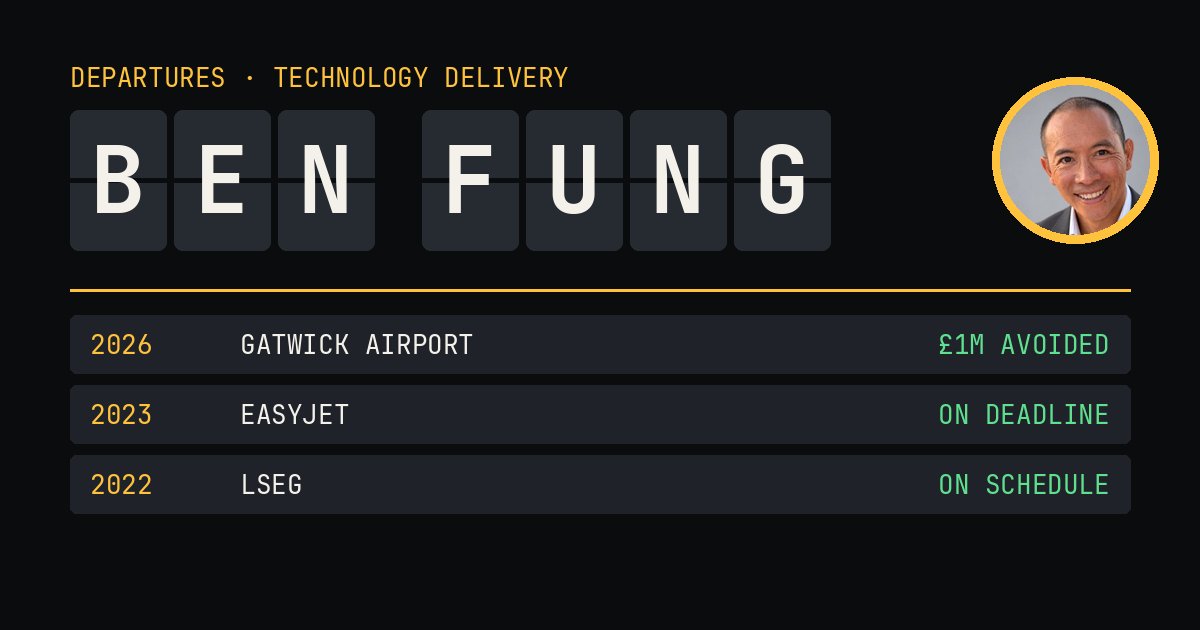 DEPARTURES · TECHNOLOGY DELIVERY
BEN FUNG
2026 GATWICK AIRPORT £1M AVOIDED
2023 EASYJET ON DEADLINE
2022 LSEG ON SCHEDULE